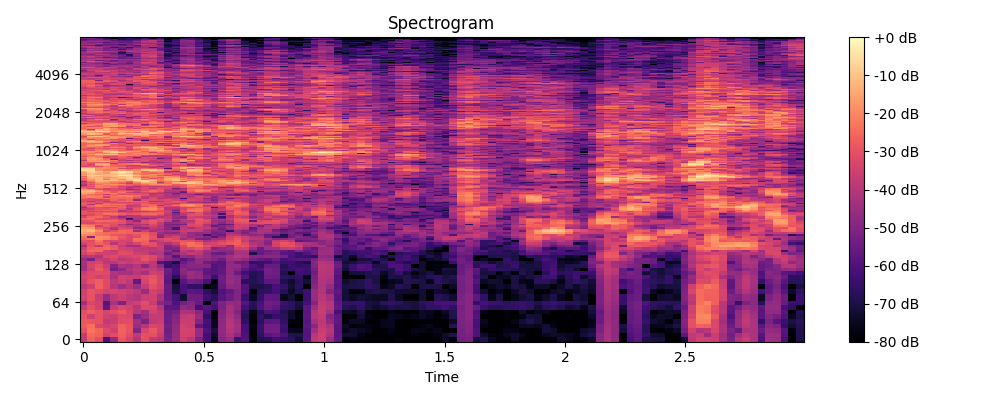 Spectrogram
Hz
4096
2048
1024
512
256
128
64
0
0
0.5
1
1.5
2
2.5
Time
+0 dB
-10 dB
-20 dB
-30 dB
-40 dB
-50 dB
-60 dB
-70 dB
-80 dB